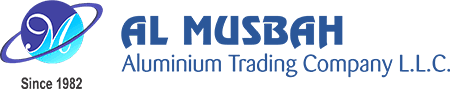 M
AL MUSBAH
Aluminium Trading Company L.L.C.
Since 1982